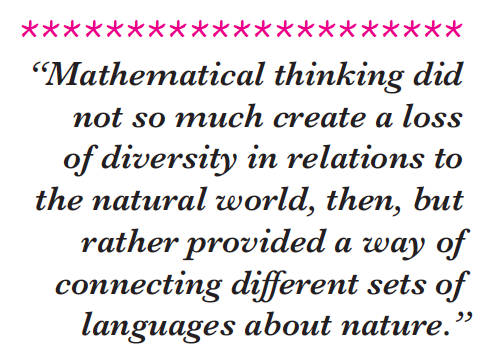 *********************
“Mathematical thinking did
not so much create a loss
of diversity in relations to
the natural world, then, but
rather provided a way of
connecting different sets of
languages about nature.”